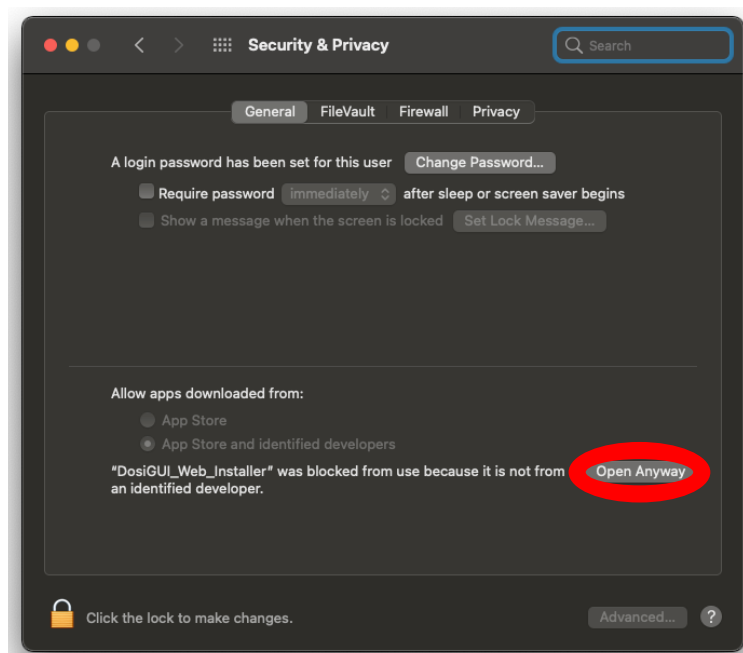 Security & Privacy
Search
General FileVault Firewall Privacy
A login password has been set for this user Change Password...
Require password immediately after sleep or screen saver begins
Show a message when the screen is locked Set Lock Message...
Allow apps downloaded from:
App Store
App Store and identified developers
“DosiGUI_Web_Installer” was blocked from use because it is not from Open Anyway
an identified developer.
Click the lock to make changes.
Advanced... ?